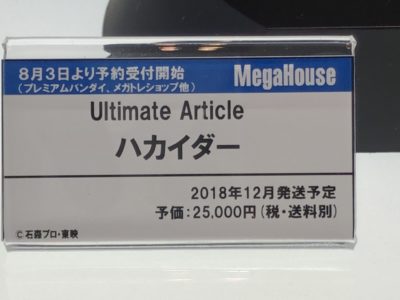 8月3日より予約受付開始
(プレミアムバンダイ、メガトレショップ他)
MegaHouse
Ultimate Article
ハカイダー
2018年12月発送予定
予価:25,000円(税・送料別)
© 石森プロ・東映